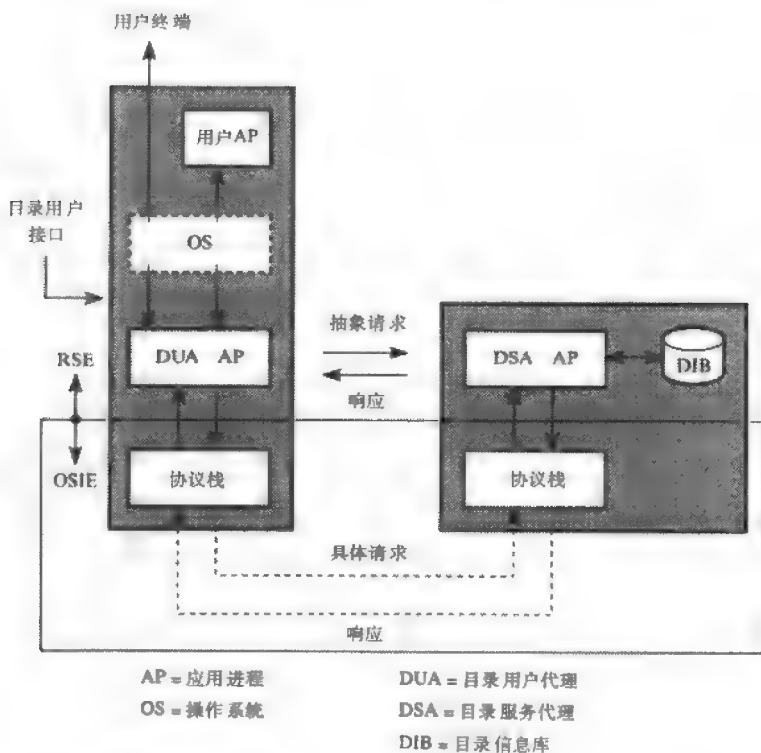 用户终端
用户AP
目录用户
接口
OS
抽象请求
DUA AP
DSA AP
DIB
RSE
响应
OSIE
协议栈
协议栈
具体请求
响应
AP = 应用进程
DUA = 目录用户代理
OS = 操作系统
DSA = 目录服务代理
DIB = 目录信息库